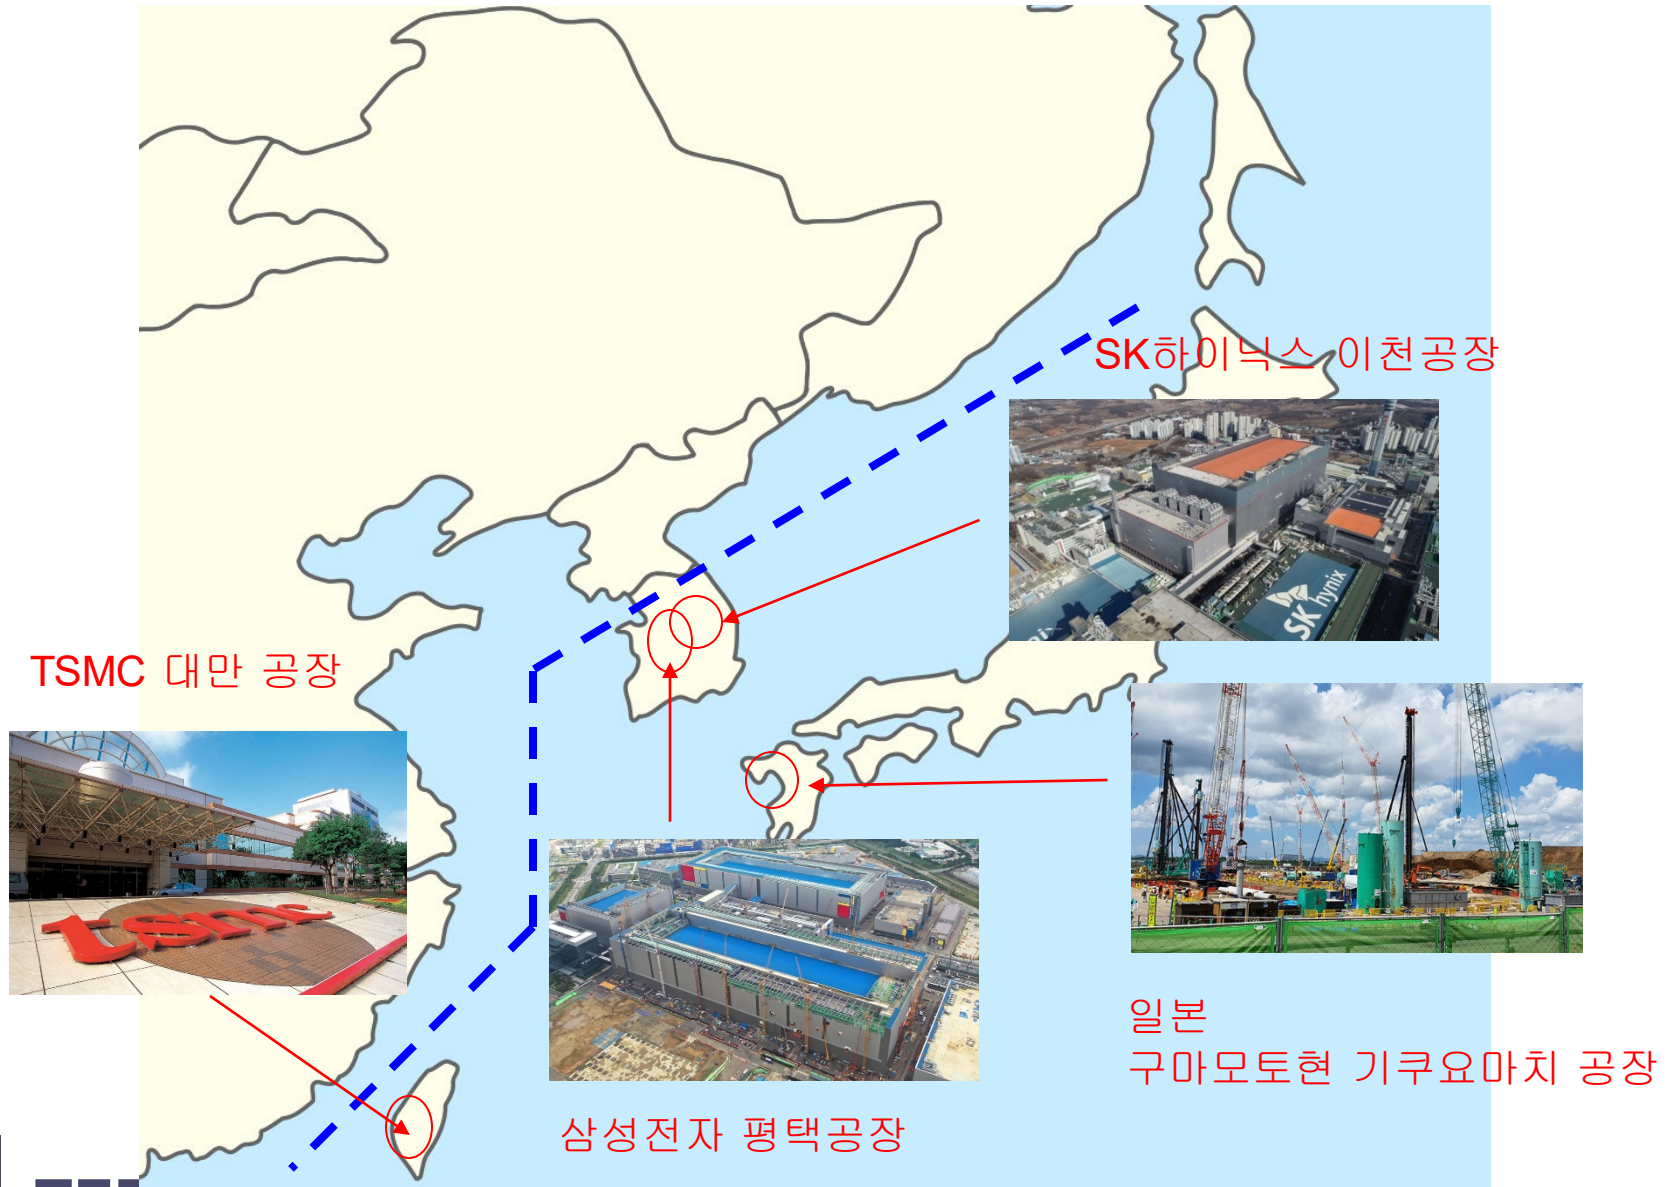 SK하이닉스 이천공장
SK hynix
TSMC 대만 공장
tsmc
일본
구마모토현 기쿠요마치 공장
삼성전자 평택공장